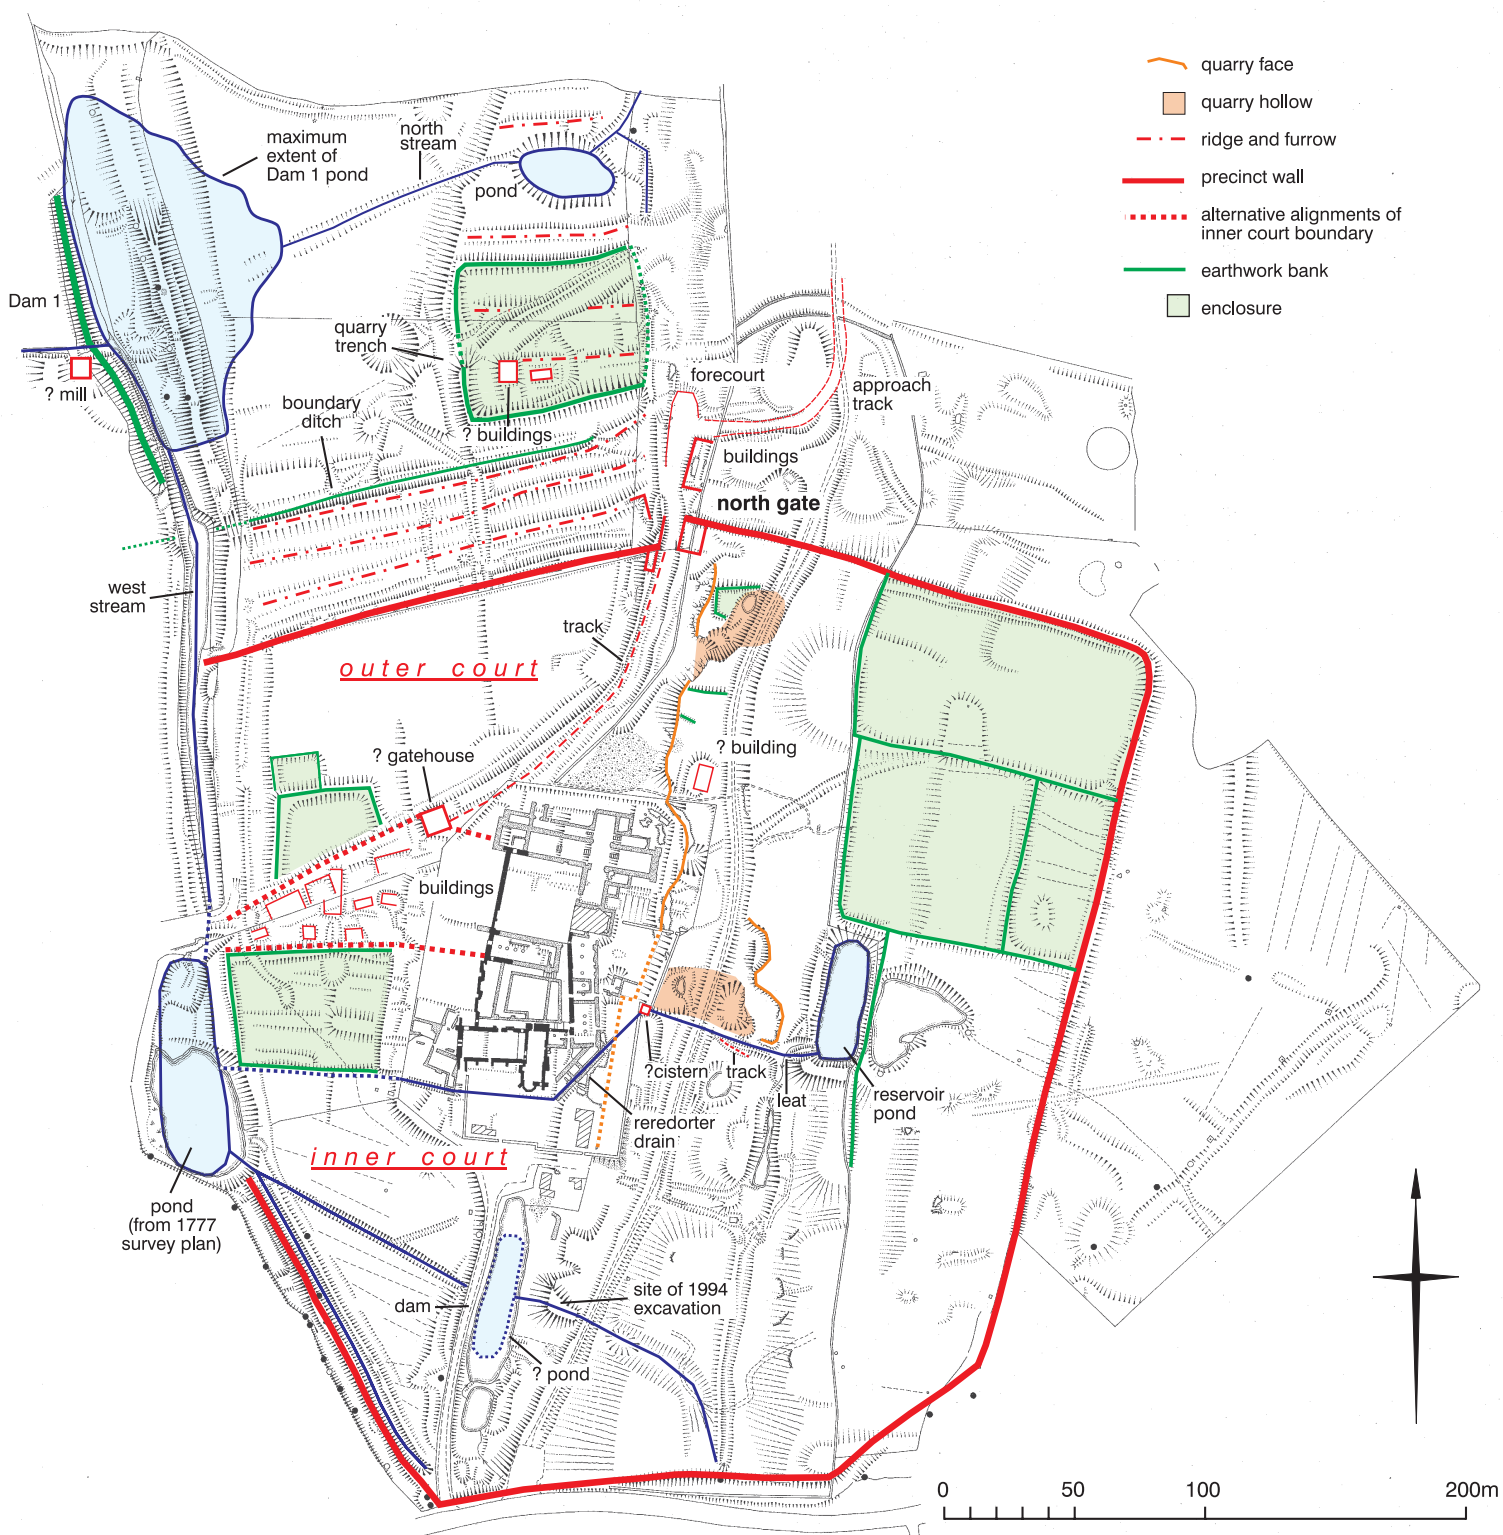 quarry face
quarry hollow
ridge and furrow
precinct wall
alternative alignments of
inner court boundary
earthwork bank
enclosure
maximum
extent of
Dam 1 pond
north
stream
pond
Dam 1
? mill
quarry
trench
boundary
ditch
? buildings
forecourt
approach
track
buildings
north gate
west
stream
track
outer court
? gatehouse
? building
buildings
?cistern
track
leat
reservoir
pond
reredorter
drain
inner court
pond
(from 1777
survey plan)
dam
site of 1994
excavation
? pond
0 50 100 200m